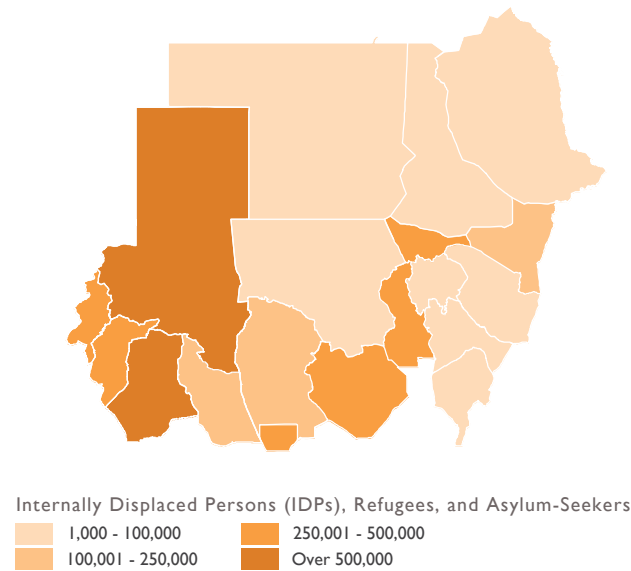 Internally Displaced Persons (IDPs), Refugees, and Asylum-Seekers
1,000 - 100,000 250,001 - 500,000
100,001 - 250,000 Over 500,000